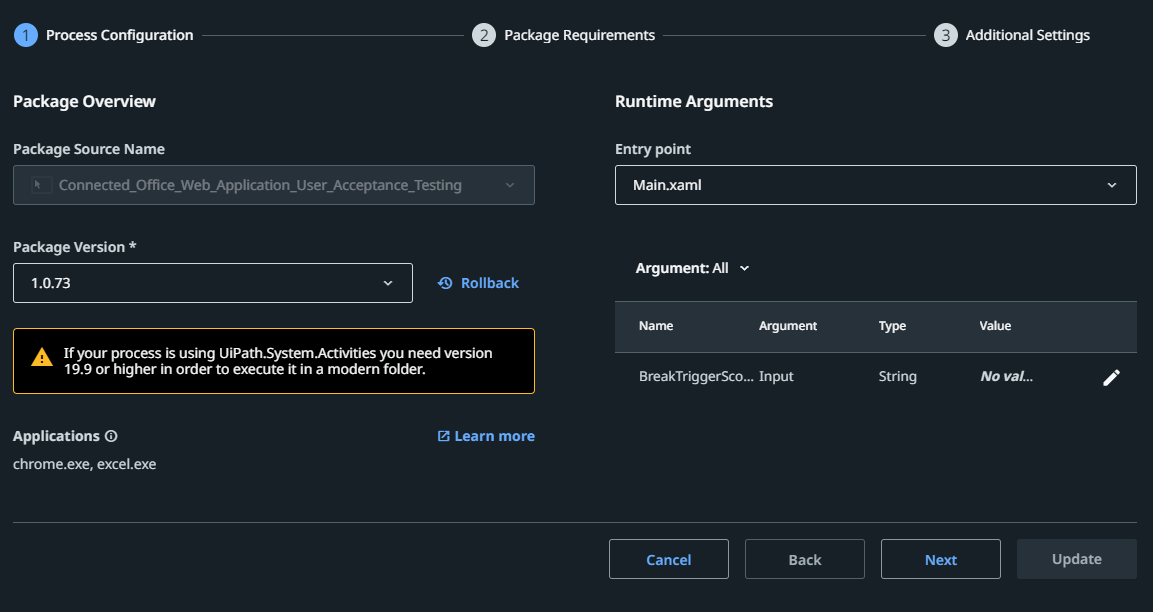 1 Process Configuration
2 Package Requirements
3 Additional Settings
Package Overview
Package Source Name
Connected_Office_Web_Application_User_Acceptance_Testing
Package Version *
1.0.73
Rollback
If your process is using UiPath.System.Activities you need version
19.9 or higher in order to execute it in a modern folder.
Applications
Learn more
chrome.exe, excel.exe
Runtime Arguments
Entry point
Main.xaml
Argument: All
Name Argument Type Value
BreakTriggerSco... Input String No val...
Cancel
Back
Next
Update